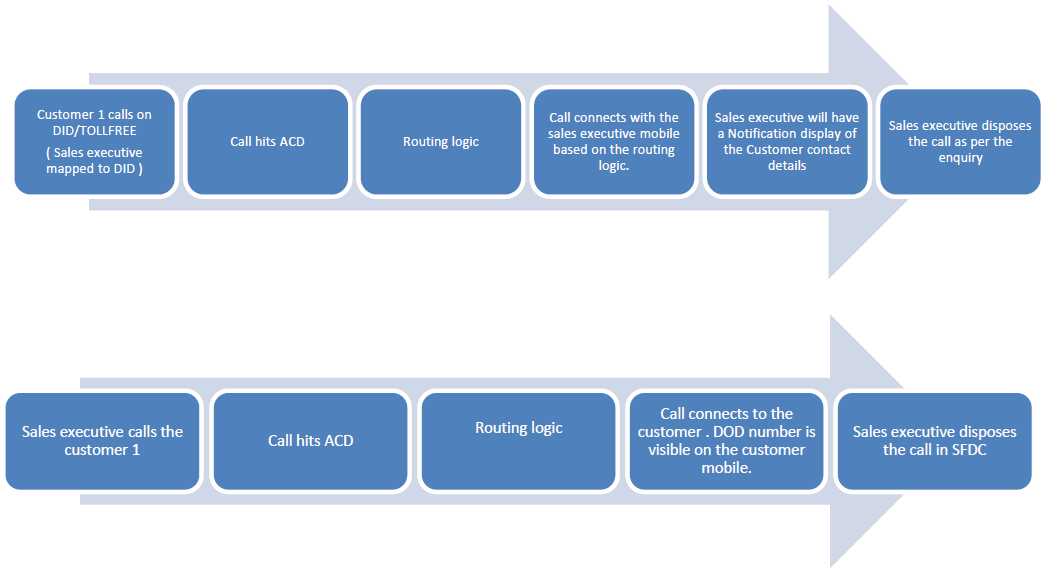 Customer 1 calls on
DID/TOLLFREE
( Sales executive
mapped to DID )
Call hits ACD
Routing logic
Call connects with the
sales executive mobile
based on the routing
logic.
Sales executive will have
a Notification display of
the Customer contact
details
Sales executive disposes
the call as per the
enquiry
Sales executive calls the
customer 1
Call hits ACD
Routing logic
Call connects to the
customer . DOD number is
visible on the customer
mobile.
Sales executive disposes
the call in SFDC